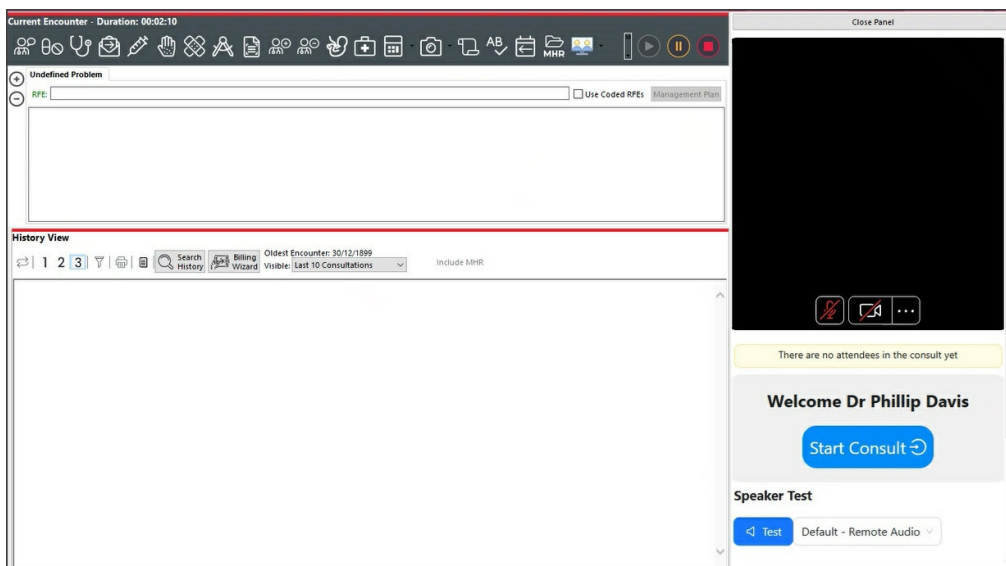 Current Encounter - Duration: 00:02:10
AB
MHR
Undefined Problem
RFE:
Use Coded RFEs
Management Plan
History View
1 2 3
Search History
Billing Wizard
Oldest Encounter: 30/12/1899
Visible: Last 10 Consultations
Include MHR
Close Panel
There are no attendees in the consult yet
Welcome Dr Phillip Davis
Start Consult
Speaker Test
Test
Default - Remote Audio